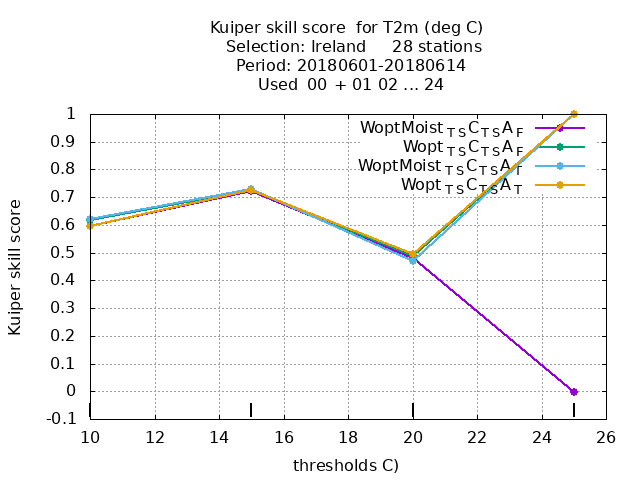 Kuiper skill score for T2m (deg C)
Selection: Ireland 28 stations
Period: 20180601-20180614
Used 00 + 01 02 ... 24
WoptMoist TS C TS A F
Wopt TS C TS A F
WoptMoist TS C TS A T
Wopt TS C TS A T
Kuiper skill score
1
0.9
0.8
0.7
0.6
0.5
0.4
0.3
0.2
0.1
0
-0.1
10 12 14 16 18 20 22 24 26
thresholds C)